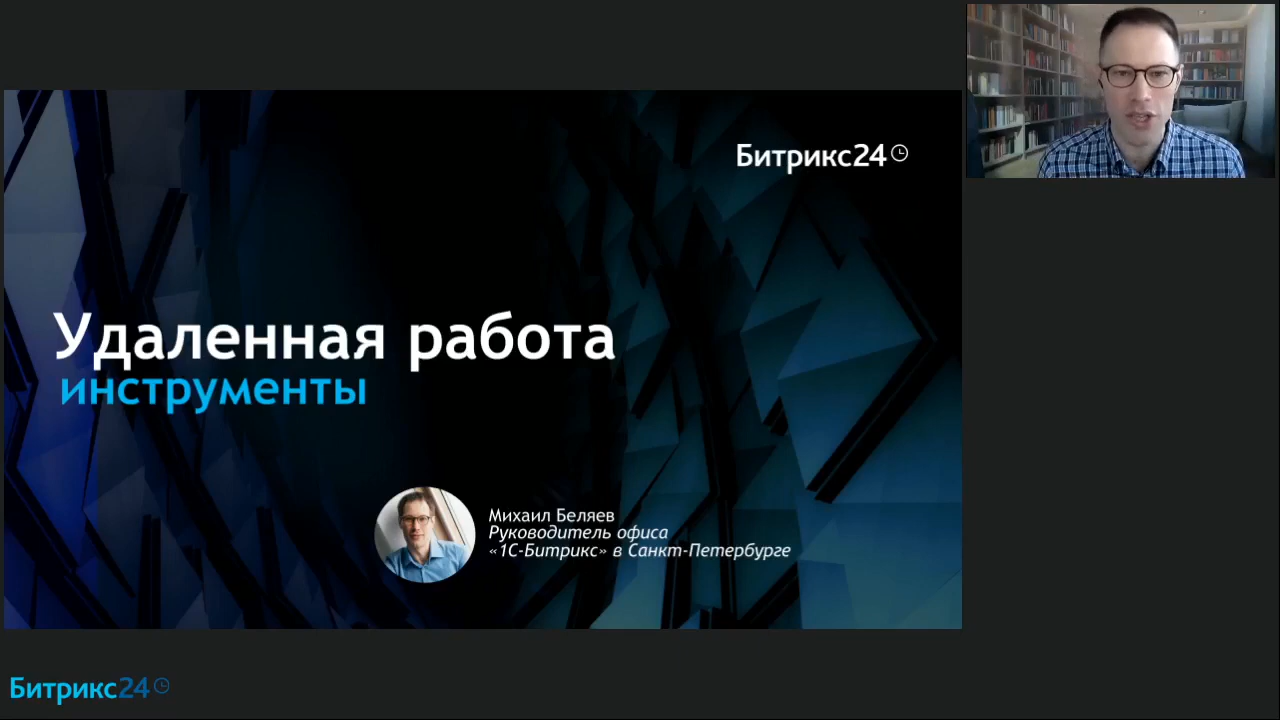 Битрикс24
Удаленная работа
инструменты
Михаил Беляев
Руководитель офиса
«1С-Битрикс» в Санкт-Петербурге
Битрикс24